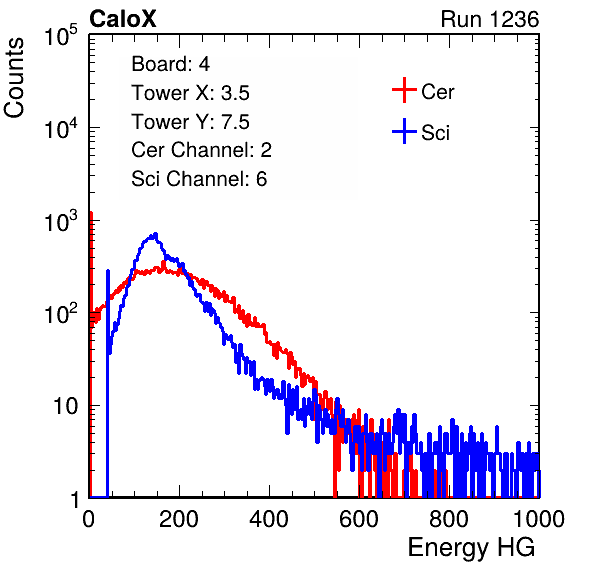 CaloX Run 1236
Counts
Board: 4
Tower X: 3.5
Tower Y: 7.5
Cer Channel: 2
Sci Channel: 6
Cer
Sci
10^5
10^4
10^3
10^2
10
1
0 200 400 600 800 1000
Energy HG